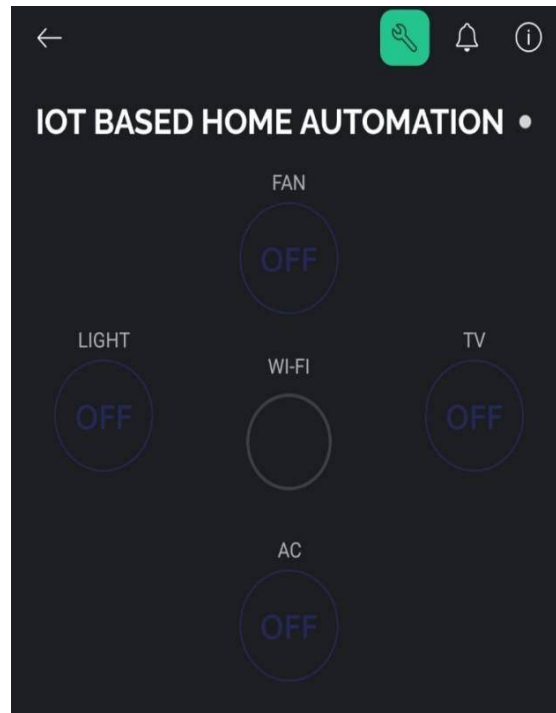 IOT BASED HOME AUTOMATION
FAN
OFF
LIGHT
TV
WI-FI
OFF
OFF
AC
OFF